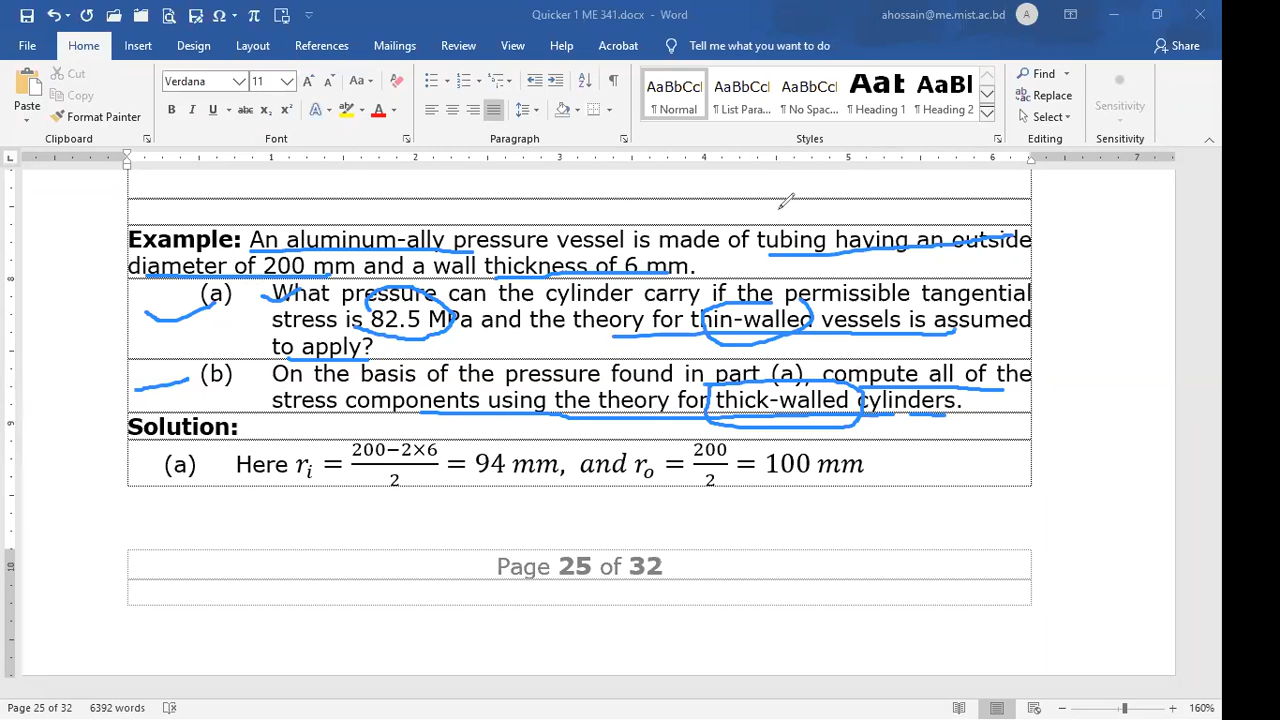 Quicker 1 ME 341.docx - Word
ahossain@me.mist.ac.bd A
File Home Insert Design Layout References Mailings Review View Help Acrobat Tell me what you want to do Share
Paste Cut Copy Format Painter
Verdana 11
AaBbCcI ¶ Normal AaBbCcI ¶ List Para... AaBbCcI ¶ No Spac... AaBb ¶ Heading 1 AaBl ¶ Heading 2
Find Replace Select
Sensitivity
Clipboard Font Paragraph Styles Editing Sensitivity
1 2 3 4 5 6 7
Example: An aluminum-ally pressure vessel is made of tubing having an outside
diameter of 200 mm and a wall thickness of 6 mm.
(a) What pressure can the cylinder carry if the permissible tangential
stress is 82.5 MPa and the theory for thin-walled vessels is assumed
to apply?
(b) On the basis of the pressure found in part (a), compute all of the
stress components using the theory for thick-walled cylinders.
Solution:
(a) Here r_i = (200−2×6)/2 = 94 mm, and r_o = 200/2 = 100 mm
Page 25 of 32
Page 25 of 32 6392 words 160%